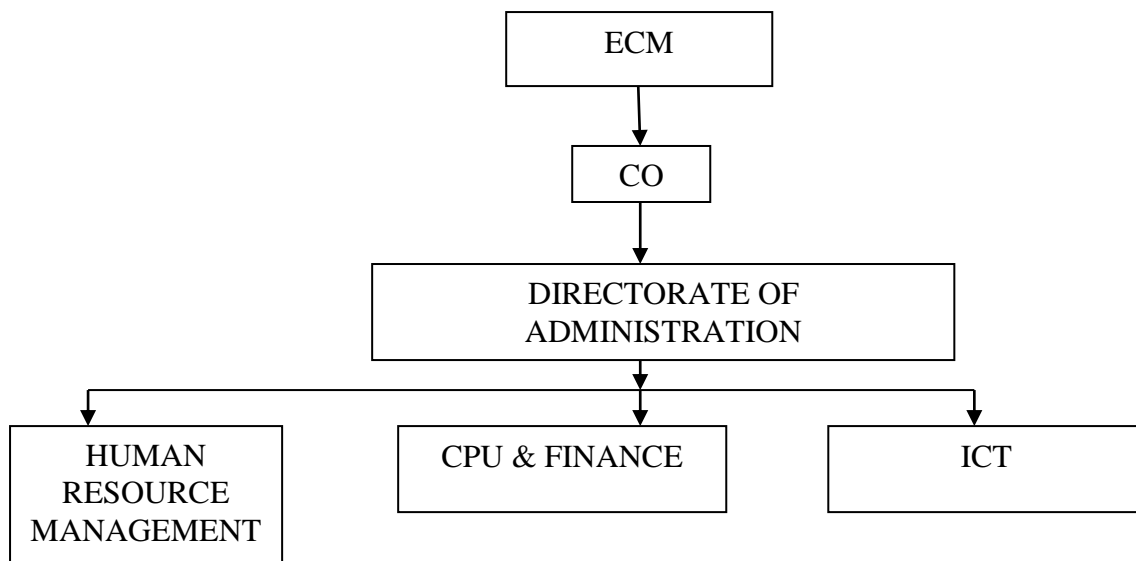 ECM
CO
DIRECTORATE OF
ADMINISTRATION
HUMAN
RESOURCE
MANAGEMENT
CPU & FINANCE
ICT